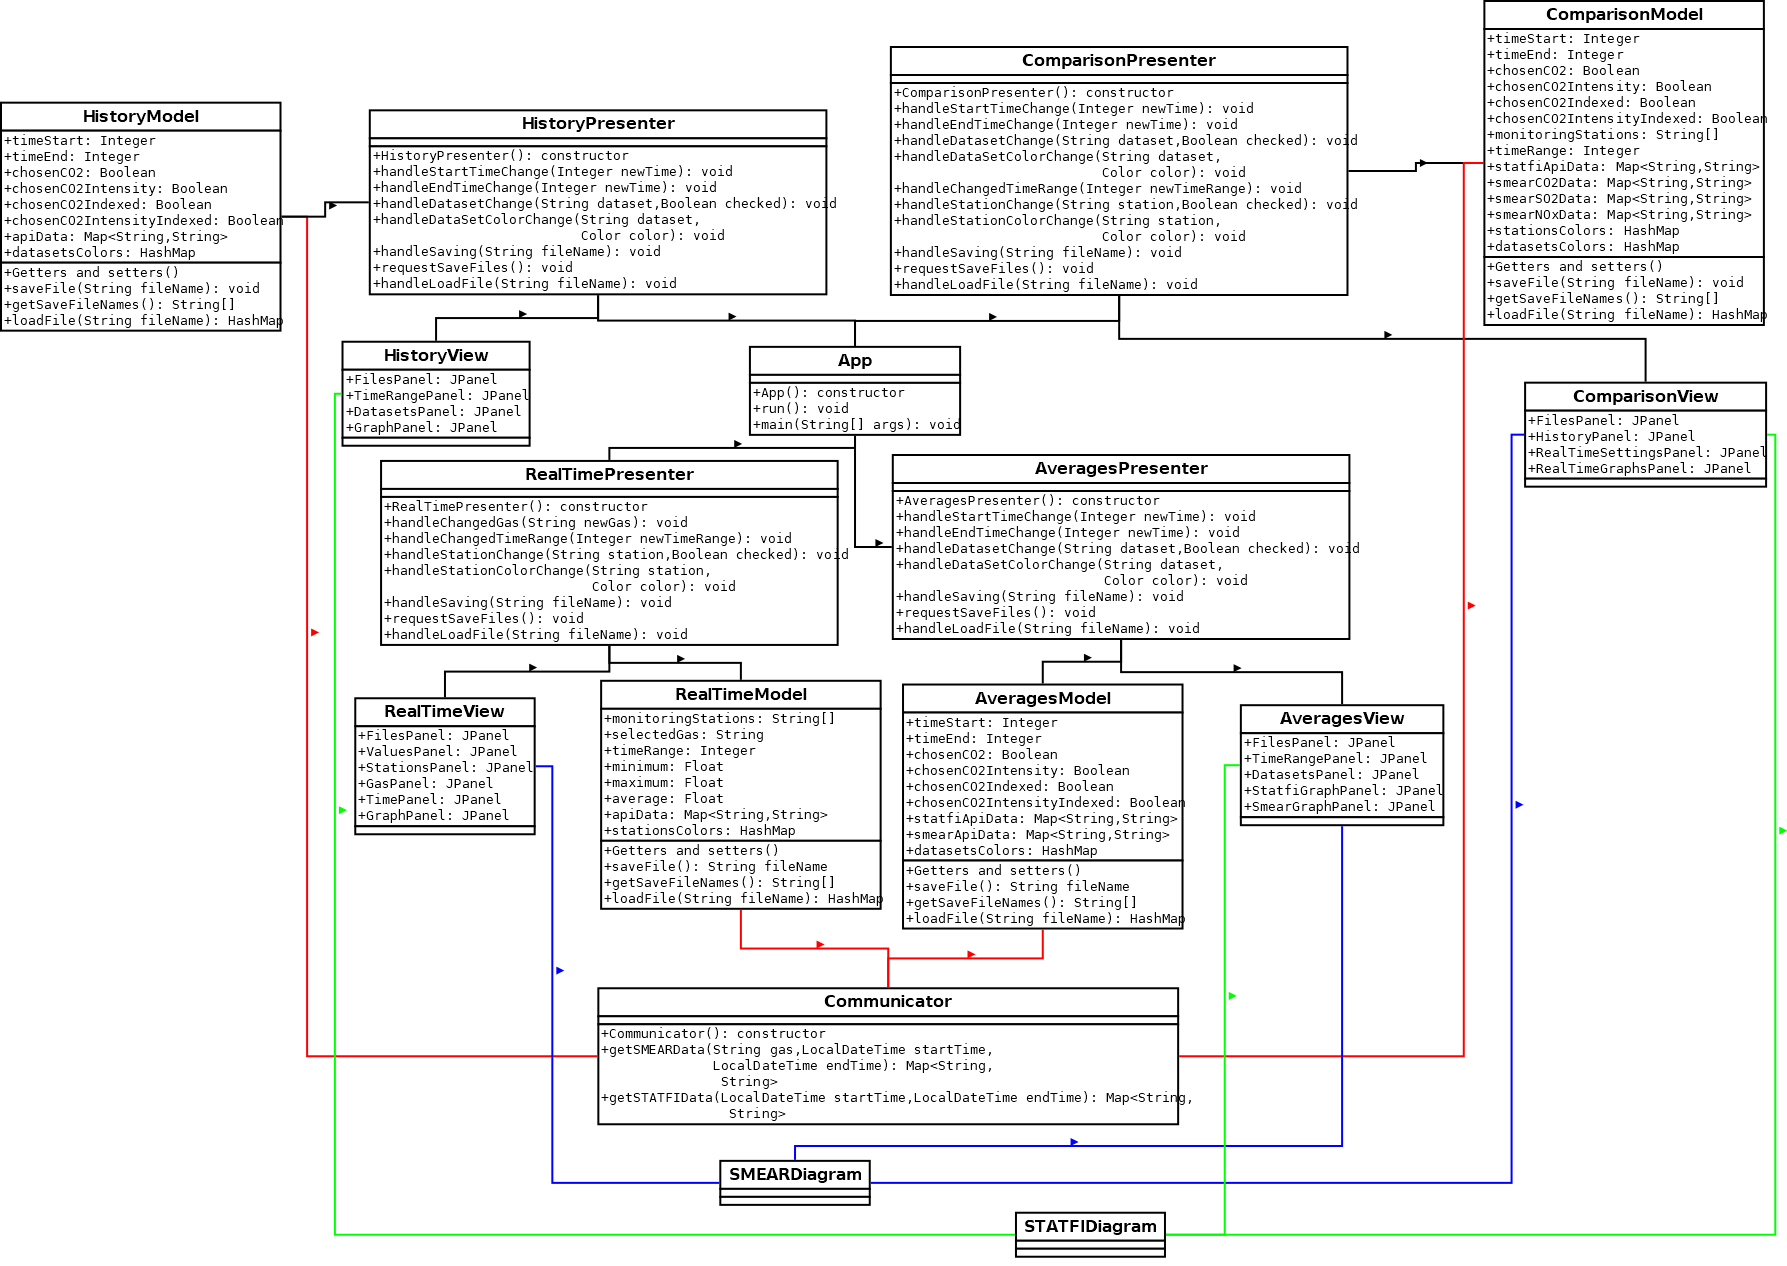 HistoryModel
+timeStart: Integer
+timeEnd: Integer
+chosenCO2: Boolean
+chosenCO2Intensity: Boolean
+chosenCO2Indexed: Boolean
+chosenCO2IntensityIndexed: Boolean
+apiData: Map<String,String>
+datasetsColors: HashMap
+Getters and setters()
+saveFile(String fileName): void
+getSaveFileNames(): String[]
+loadFile(String fileName): HashMap
HistoryPresenter
+HistoryPresenter(): constructor
+handleStartTimeChange(Integer newTime): void
+handleEndTimeChange(Integer newTime): void
+handleDatasetChange(String dataset,Boolean checked): void
+handleDataSetColorChange(String dataset,
Color color): void
+handleSaving(String fileName): void
+requestSaveFiles(): void
+handleLoadFile(String fileName): void
ComparisonPresenter
+ComparisonPresenter(): constructor
+handleStartTimeChange(Integer newTime): void
+handleEndTimeChange(Integer newTime): void
+handleDatasetChange(String dataset,Boolean checked): void
+handleDataSetColorChange(String dataset,
Color color): void
+handleChangedTimeRange(Integer newTimeRange): void
+handleStationChange(String station,Boolean checked): void
+handleStationColorChange(String station,
Color color): void
+handleSaving(String fileName): void
+requestSaveFiles(): void
+handleLoadFile(String fileName): void
ComparisonModel
+timeStart: Integer
+timeEnd: Integer
+chosenCO2: Boolean
+chosenCO2Intensity: Boolean
+chosenCO2Indexed: Boolean
+chosenCO2IntensityIndexed: Boolean
+monitoringStations: String[]
+timeRange: Integer
+statfiApiData: Map<String,String>
+smearCO2Data: Map<String,String>
+smearSO2Data: Map<String,String>
+smearNOxData: Map<String,String>
+stationsColors: HashMap
+datasetsColors: HashMap
+Getters and setters()
+saveFile(String fileName): void
+getSaveFileNames(): String[]
+loadFile(String fileName): HashMap
HistoryView
+FilesPanel: JPanel
+TimeRangePanel: JPanel
+DatasetsPanel: JPanel
+GraphPanel: JPanel
App
+App(): constructor
+run(): void
+main(String[] args): void
ComparisonView
+FilesPanel: JPanel
+HistoryPanel: JPanel
+RealTimeSettingsPanel: JPanel
+RealTimeGraphsPanel: JPanel
RealTimePresenter
+RealTimePresenter(): constructor
+handleChangedGas(String newGas): void
+handleChangedTimeRange(Integer newTimeRange): void
+handleStationChange(String station,Boolean checked): void
+handleStationColorChange(String station,
Color color): void
+handleSaving(String fileName): void
+requestSaveFiles(): void
+handleLoadFile(String fileName): void
AveragesPresenter
+AveragesPresenter(): constructor
+handleStartTimeChange(Integer newTime): void
+handleEndTimeChange(Integer newTime): void
+handleDatasetChange(String dataset,Boolean checked): void
+handleDataSetColorChange(String dataset,
Color color): void
+handleSaving(String fileName): void
+requestSaveFiles(): void
+handleLoadFile(String fileName): void
RealTimeView
+FilesPanel: JPanel
+ValuesPanel: JPanel
+StationsPanel: JPanel
+GasPanel: JPanel
+TimePanel: JPanel
+GraphPanel: JPanel
RealTimeModel
+monitoringStations: String[]
+selectedGas: String
+timeRange: Integer
+minimum: Float
+maximum: Float
+average: Float
+apiData: Map<String,String>
+stationsColors: HashMap
+Getters and setters()
+saveFile(): String fileName
+getSaveFileNames(): String[]
+loadFile(String fileName): HashMap
AveragesModel
+timeStart: Integer
+timeEnd: Integer
+chosenCO2: Boolean
+chosenCO2Intensity: Boolean
+chosenCO2Indexed: Boolean
+chosenCO2IntensityIndexed: Boolean
+statfiApiData: Map<String,String>
+smearApiData: Map<String,String>
+datasetsColors: HashMap
+Getters and setters()
+saveFile(): String fileName
+getSaveFileNames(): String[]
+loadFile(String fileName): HashMap
AveragesView
+FilesPanel: JPanel
+TimeRangePanel: JPanel
+DatasetsPanel: JPanel
+StatfiGraphPanel: JPanel
+SmearGraphPanel: JPanel
Communicator
+Communicator(): constructor
+getSMEARData(String gas,LocalDateTime startTime,
LocalDateTime endTime): Map<String,
String>
+getSTATFIData(LocalDateTime startTime,LocalDateTime endTime): Map<String,
String>
SMEARDiagram
STATFIDiagram